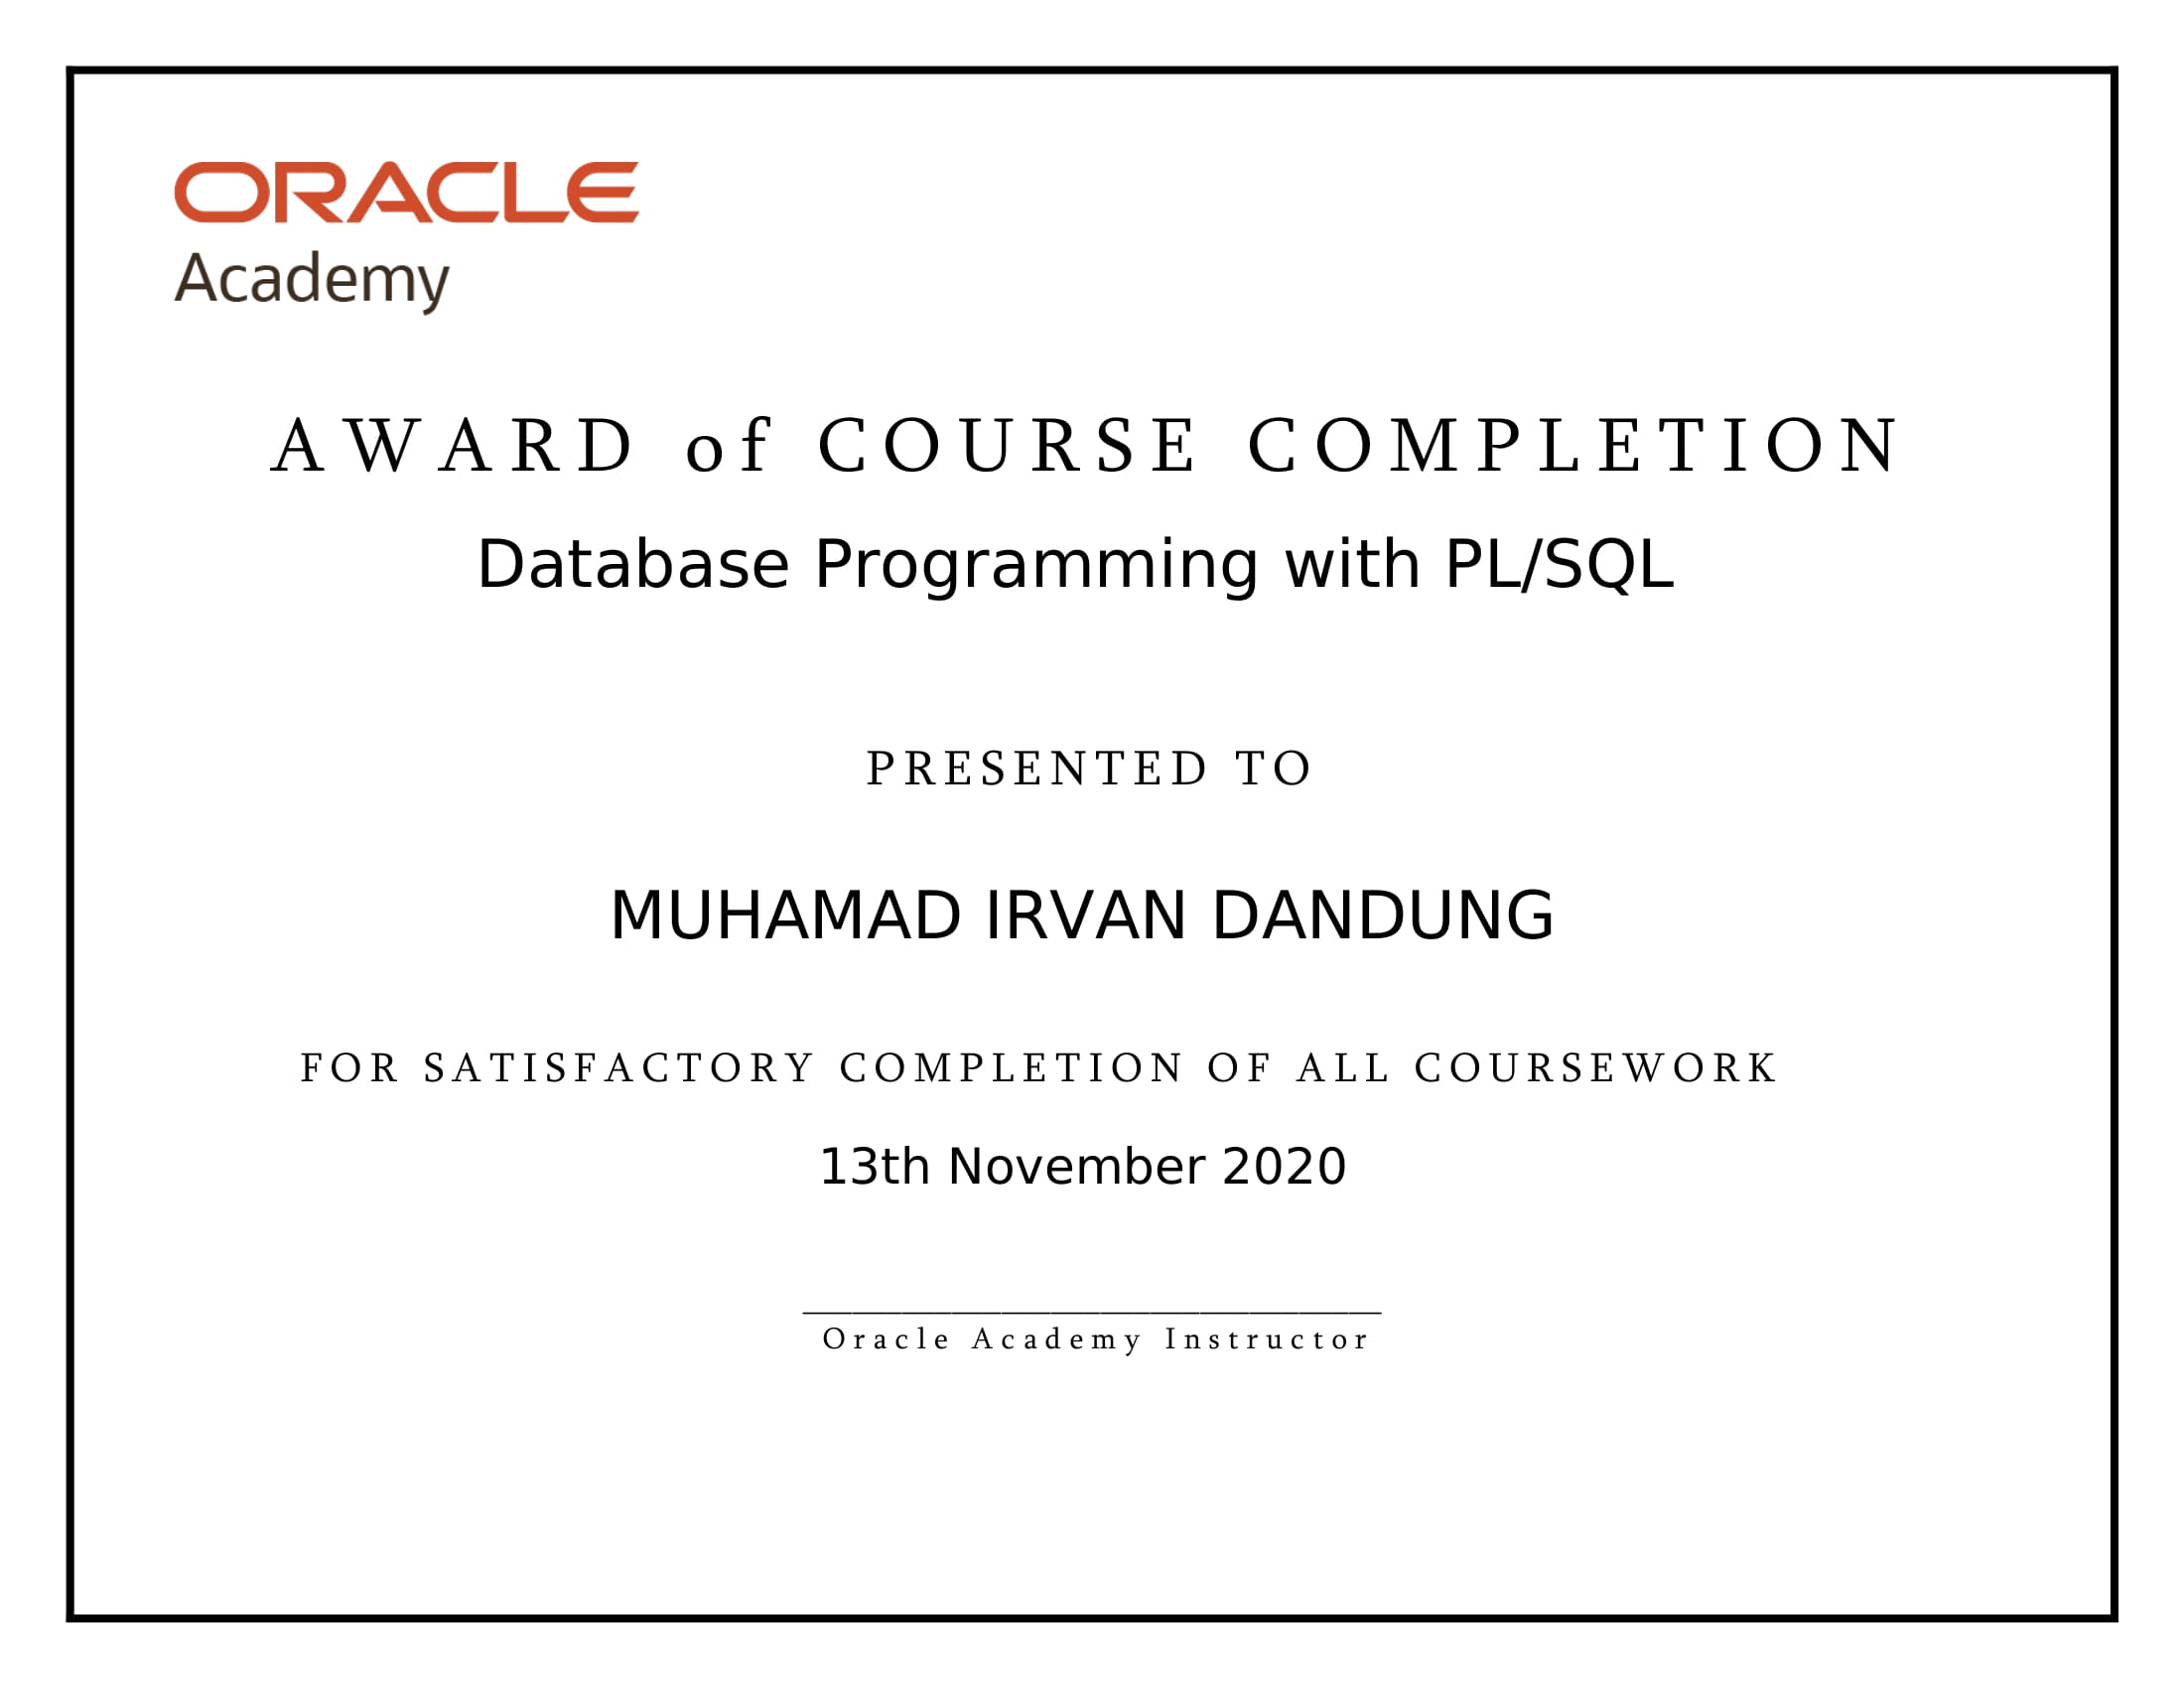 ORACLE
Academy
AWARD of COURSE COMPLETION
Database Programming with PL/SQL
PRESENTED TO
MUHAMAD IRVAN DANDUNG
FOR SATISFACTORY COMPLETION OF ALL COURSEWORK
13th November 2020
Oracle Academy Instructor